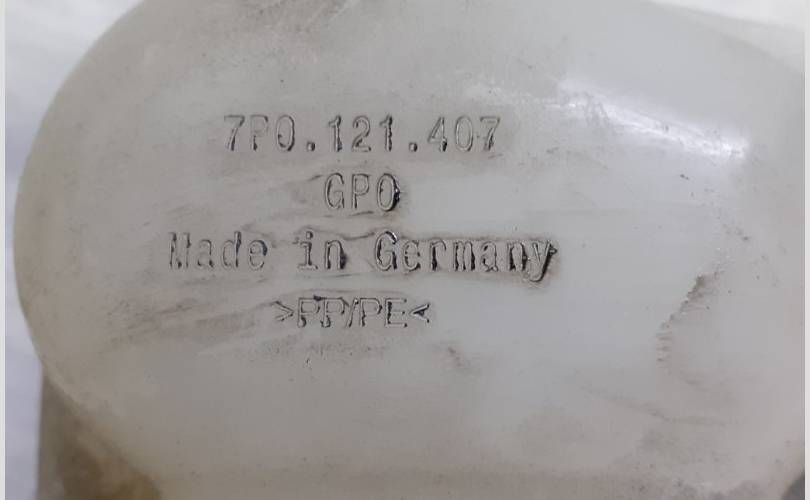 7P0.121.407
GPO
Made in Germany
>PP/PE<